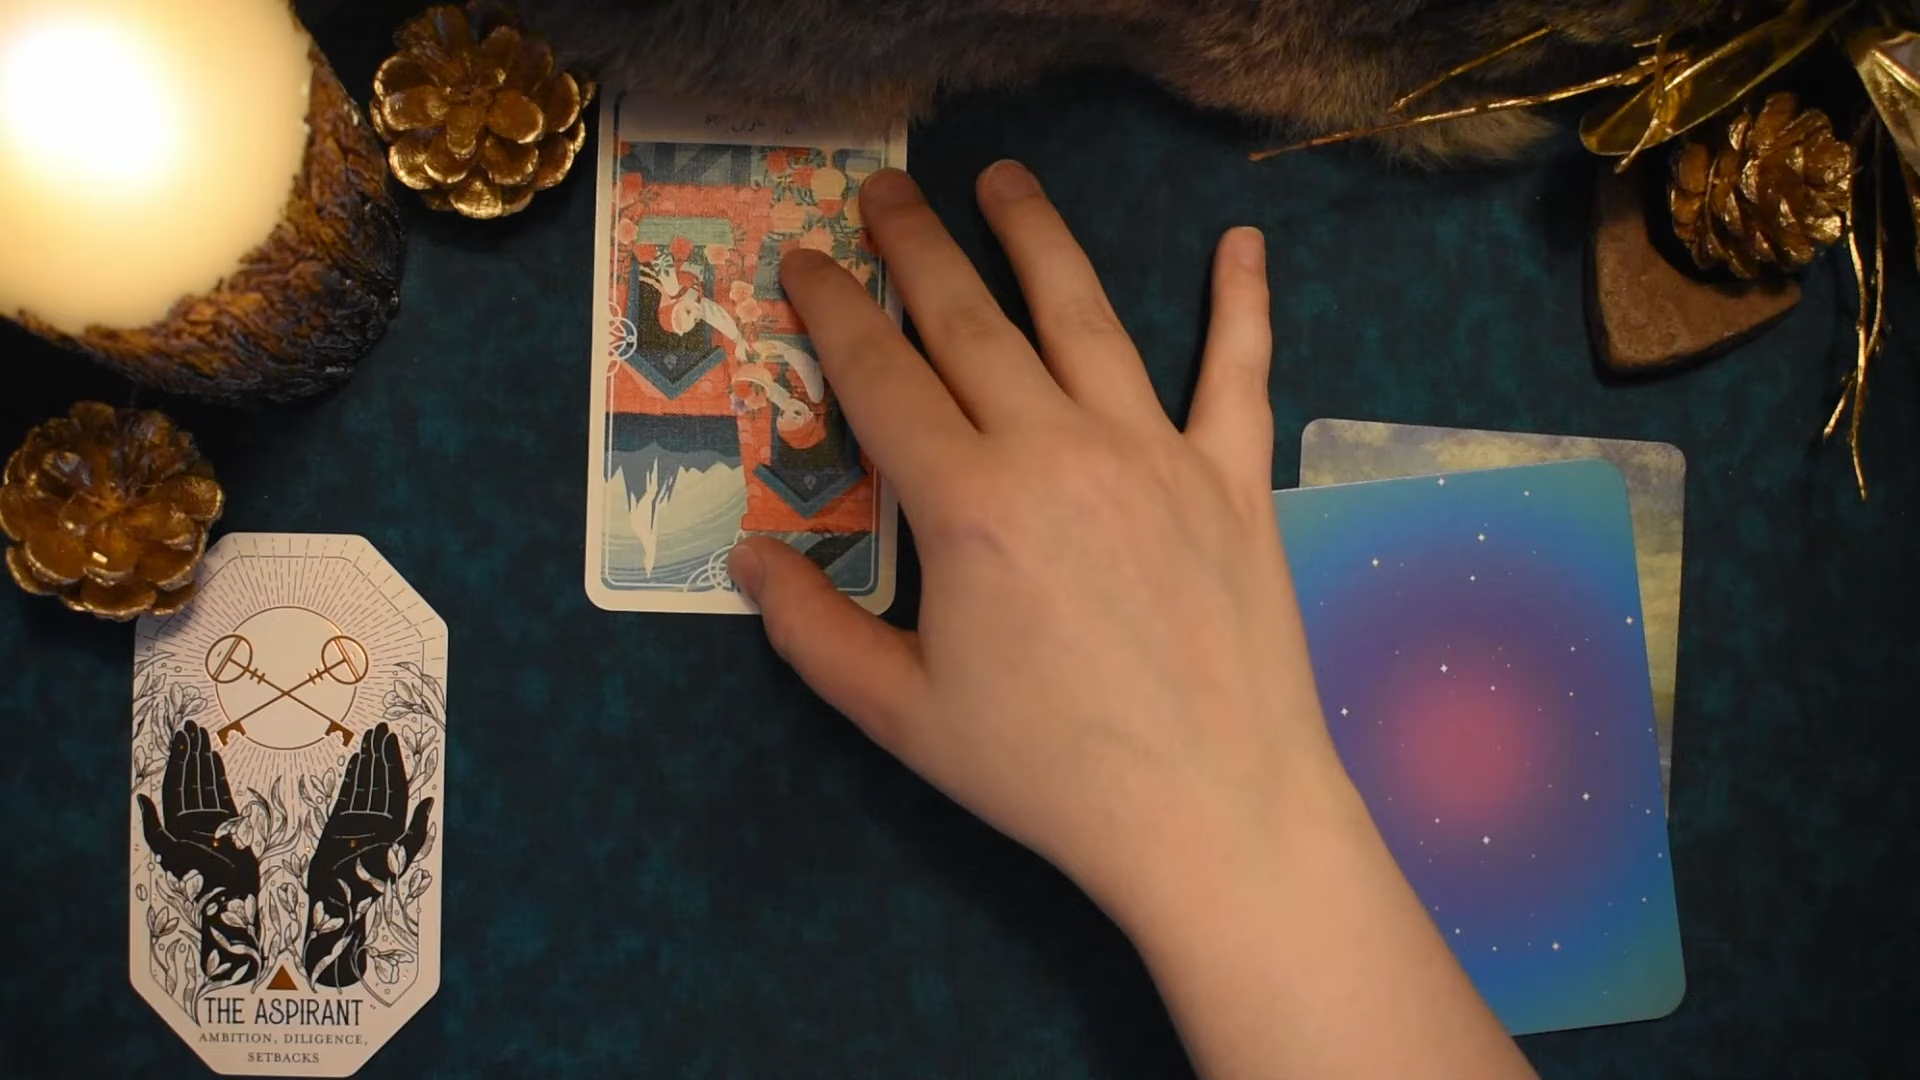 THE ASPIRANT
AMBITION, DILIGENCE,
SETBACKS